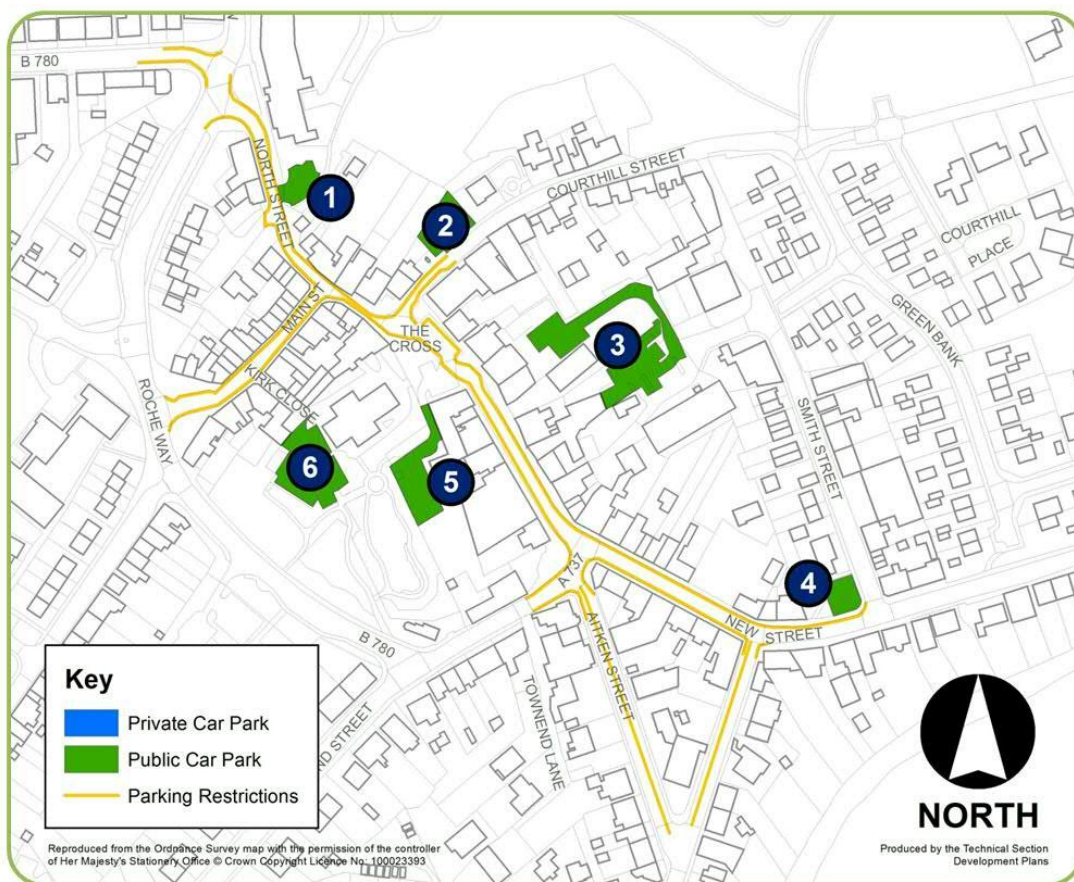 B 780
NORTH STREET
1
2
COURTHILL STREET
COURTHILL
PLACE
MAIN ST
THE
CROSS
3
GREEN BANK
KIRK CLOSE
ROCHE WAY
SMITH STREET
6
5
A 737
4
NEW STREET
B 780
AITKEN STREET
TOWNEND LANE
STREET
Key
Private Car Park
Public Car Park
Parking Restrictions
NORTH
Reproduced from the Ordnance Survey map with the permission of the controller
of Her Majesty's Stationery Office © Crown Copyright Licence No: 100023393
Produced by the Technical Section
Development Plans